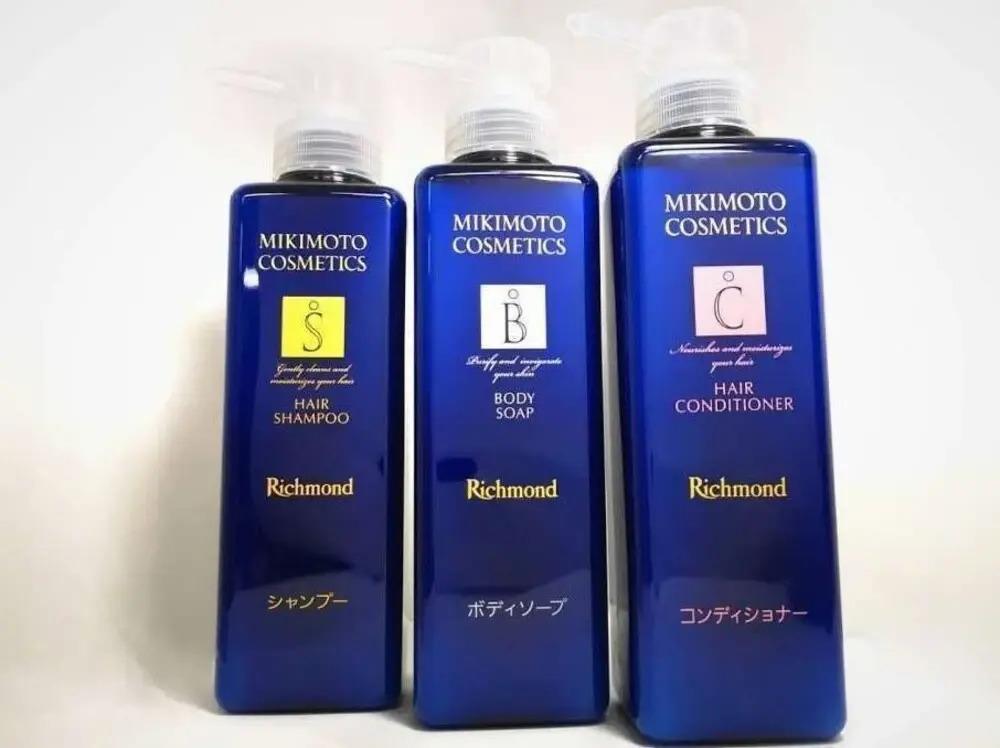 MIKIMOTO
COSMETICS
S
Gently cleans and
moisturizes your hair
HAIR
SHAMPOO
Richmond
シャンプー
MIKIMOTO
COSMETICS
B
Purify and invigorate
your skin
BODY
SOAP
Richmond
ボディソープ
MIKIMOTO
COSMETICS
C
Nourishes and moisturizes
your hair
HAIR
CONDITIONER
Richmond
コンディショナー